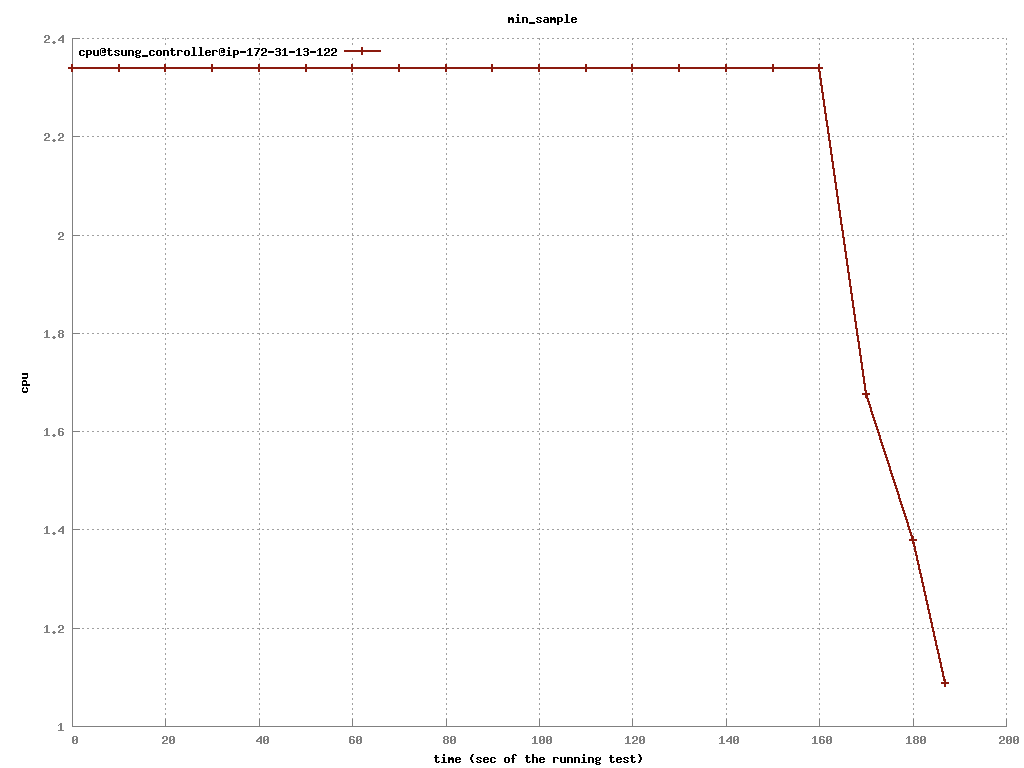 min_sample
2.4
cpu@tsung_controller@ip-172-31-13-122
2.2
2
1.8
cpu
1.6
1.4
1.2
1
0 20 40 60 80 100 120 140 160 180 200
time (sec of the running test)